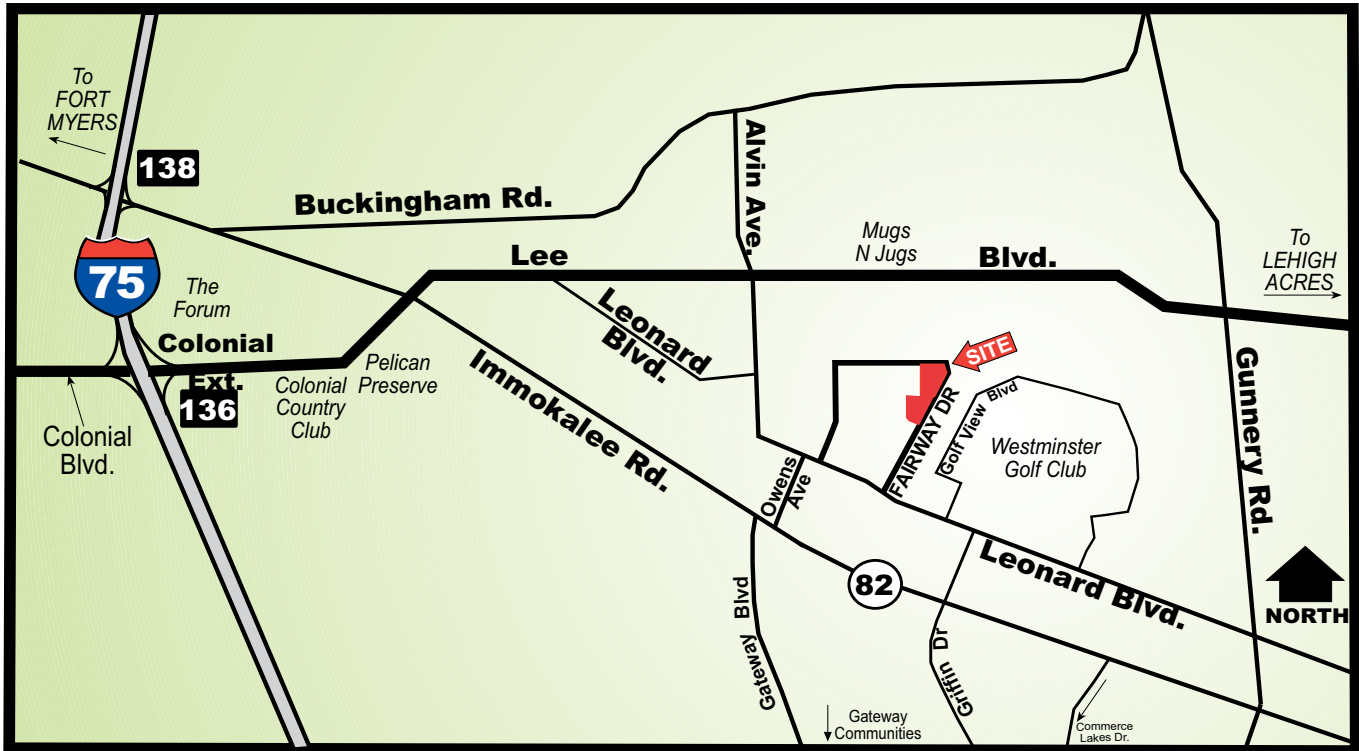 To
FORT
MYERS
138
Buckingham Rd.
Alvin Ave.
Mugs
N Jugs
Lee
Blvd.
To
LEHIGH
ACRES
75
The
Forum
Colonial
Ext.
136
Colonial
Blvd.
Colonial
Country
Club
Pelican
Preserve
Leonard
Blvd.
Immokalee Rd.
SITE
FAIRWAY DR
Golf View Blvd
Westminster
Golf Club
Gunnery Rd.
Owens
Ave
82
Leonard Blvd.
NORTH
Gateway Blvd
Griffin Dr
Gateway
Communities
Commerce
Lakes Dr.